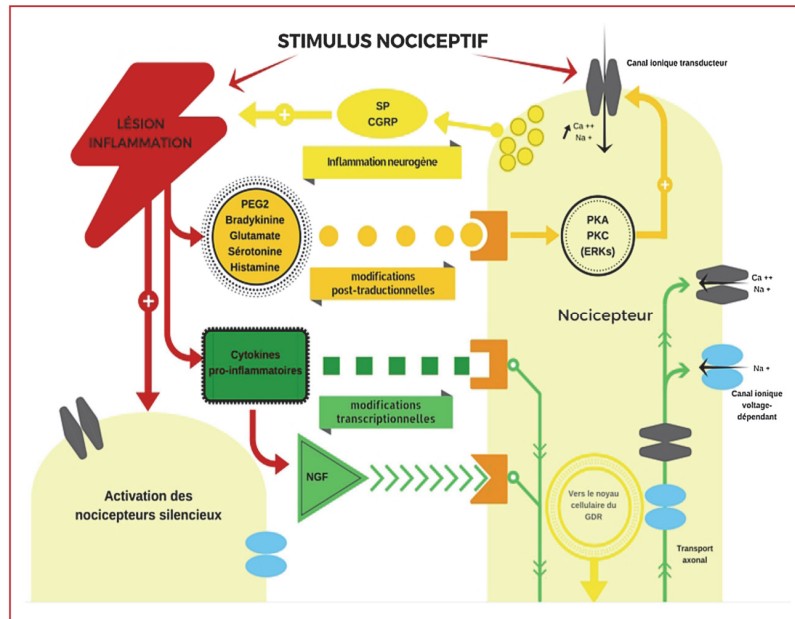 STIMULUS NOCICEPTIF
Canal ionique transducteur
LÉSION
INFLAMMATION
+
SP
CGRP
Ca ++
Na +
Inflammation neurogène
+
PEG2
Bradykinine
Glutamate
Sérotonine
Histamine
PKA
PKC
(ERKs)
modifications
post-traductionnelles
+
Nocicepteur
Ca ++
Na +
Cytokines
pro-inflammatoires
Na +
modifications
transcriptionnelles
Canal ionique
voltage-
dépendant
NGF
Activation des
nocicepteurs silencieux
Vers le noyau
cellulaire du
GDR
Transport
axonal